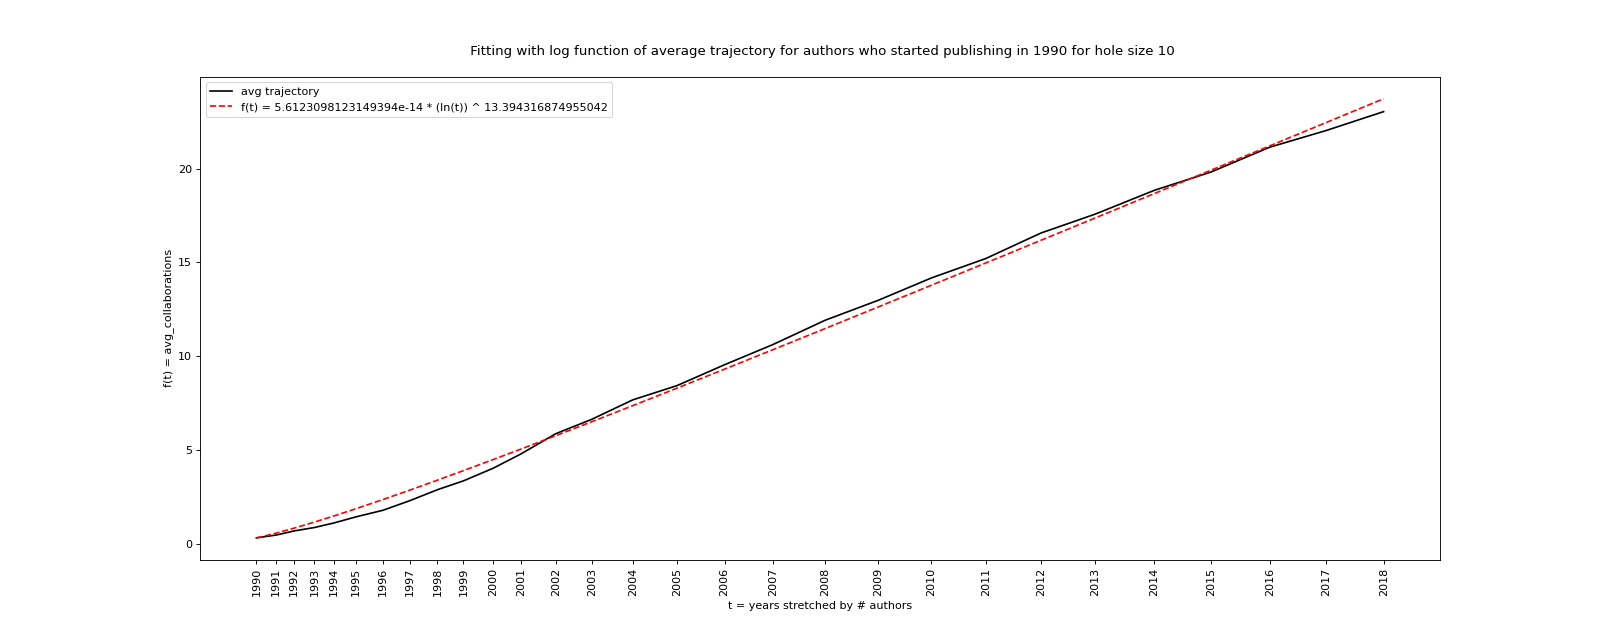 Fitting with log function of average trajectory for authors who started publishing in 1990 for hole size 10
avg trajectory
f(t) = 5.6123098123149394e-14 * (ln(t)) ^ 13.394316874955042
f(t) = avg_collaborations
20
15
10
5
0
1990 1991 1992 1993 1994 1995 1996 1997 1998 1999 2000 2001 2002 2003 2004 2005 2006 2007 2008 2009 2010 2011 2012 2013 2014 2015 2016 2017 2018
t = years stretched by # authors